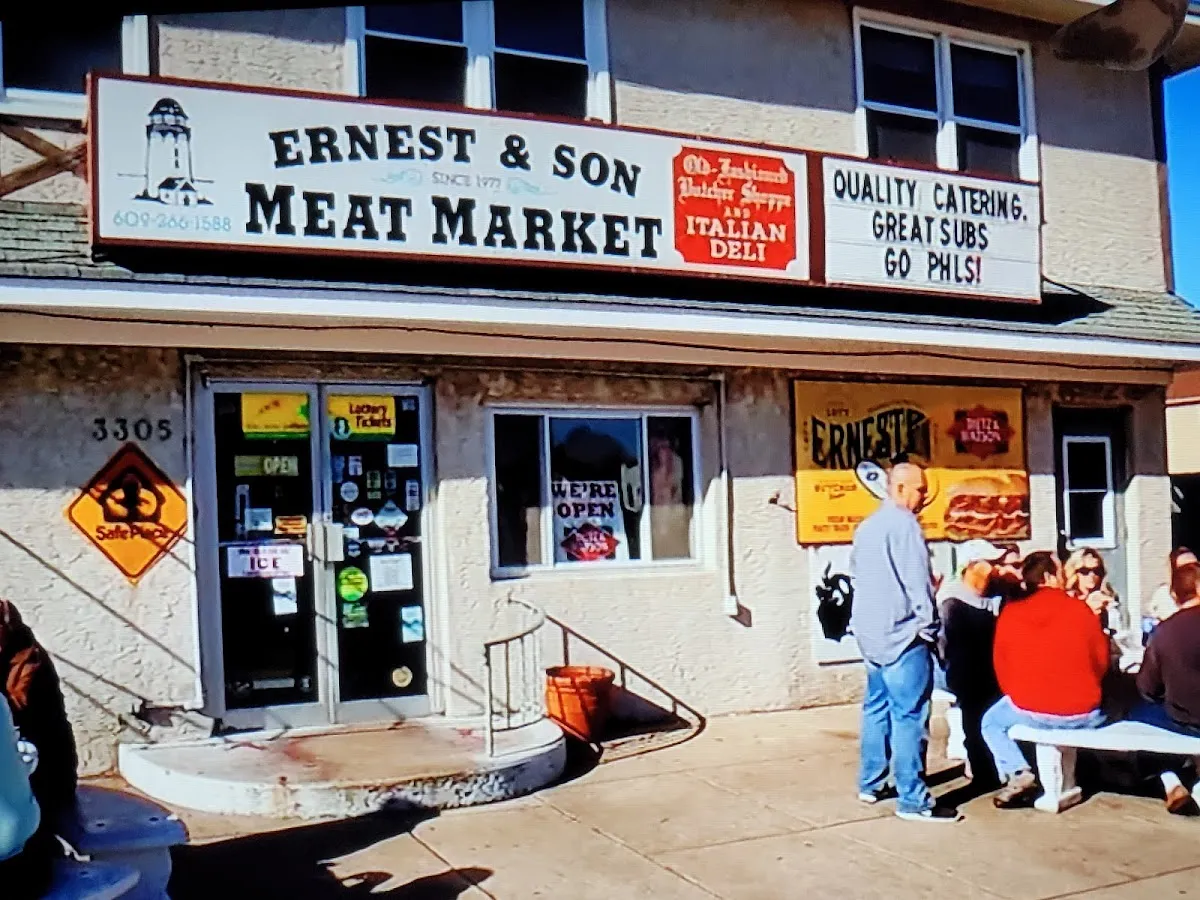 ERNEST & SON
SINCE 1977
MEAT MARKET
609-266-1588
Old-Fashioned
Butcher Shoppe
AND
ITALIAN
DELI
QUALITY CATERING.
GREAT SUBS
GO PHLS!
3305
Safe Place
Lottery
Tickets
OPEN
ICE
WE'RE
OPEN
DIETZ &
WATSON
BUTCHER